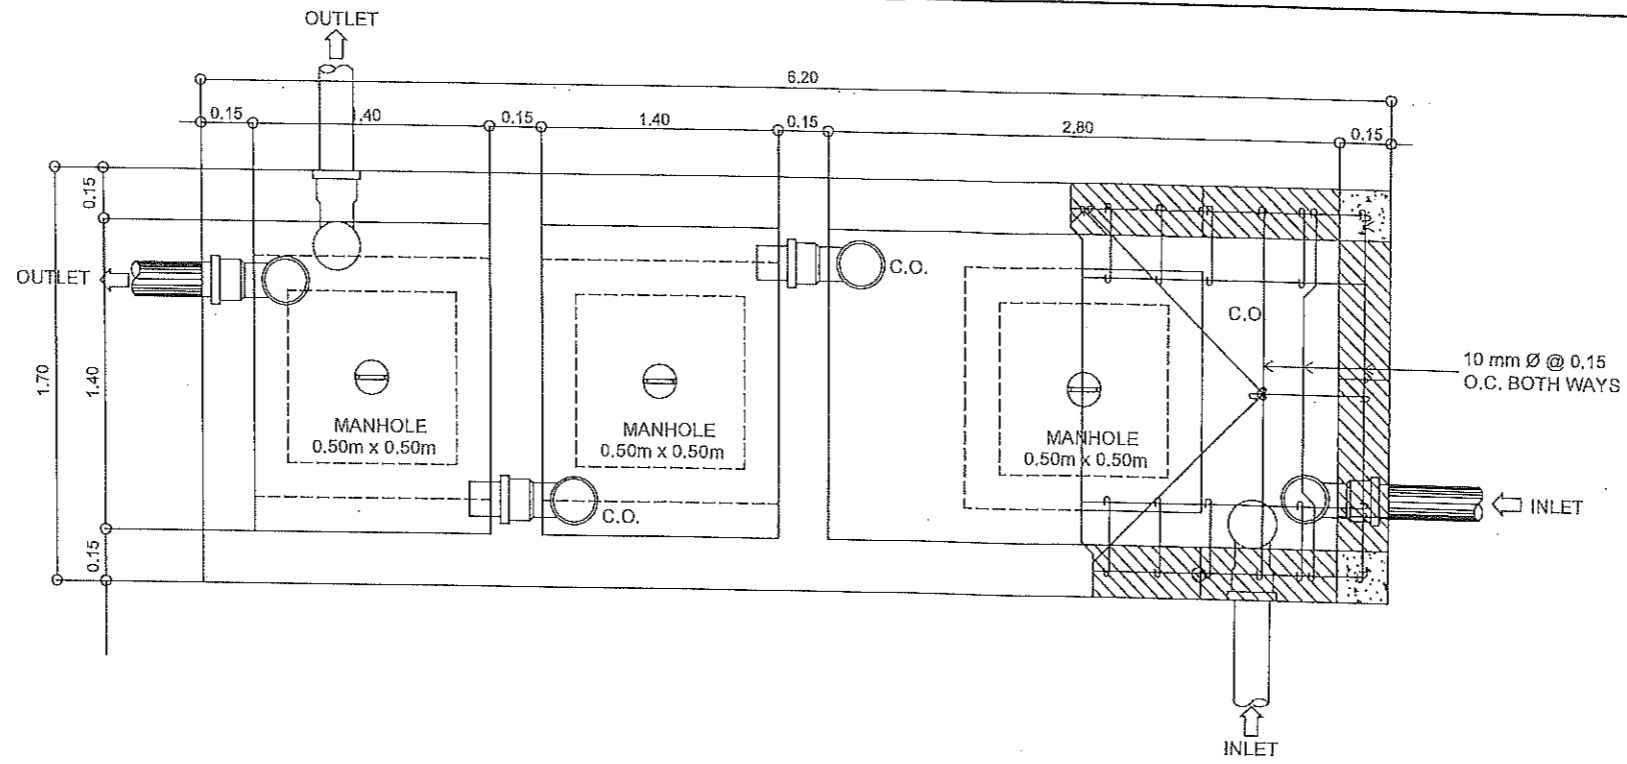 OUTLET
6.20
0.15
1.40
0.15
1.40
0.15
2.80
0.15
0.15
OUTLET
C.O.
C.O.
1.70
1.40
10 mm Ø @ 0.15
O.C. BOTH WAYS
MANHOLE
0.50m x 0.50m
MANHOLE
0.50m x 0.50m
MANHOLE
0.50m x 0.50m
C.O.
INLET
0.15
INLET